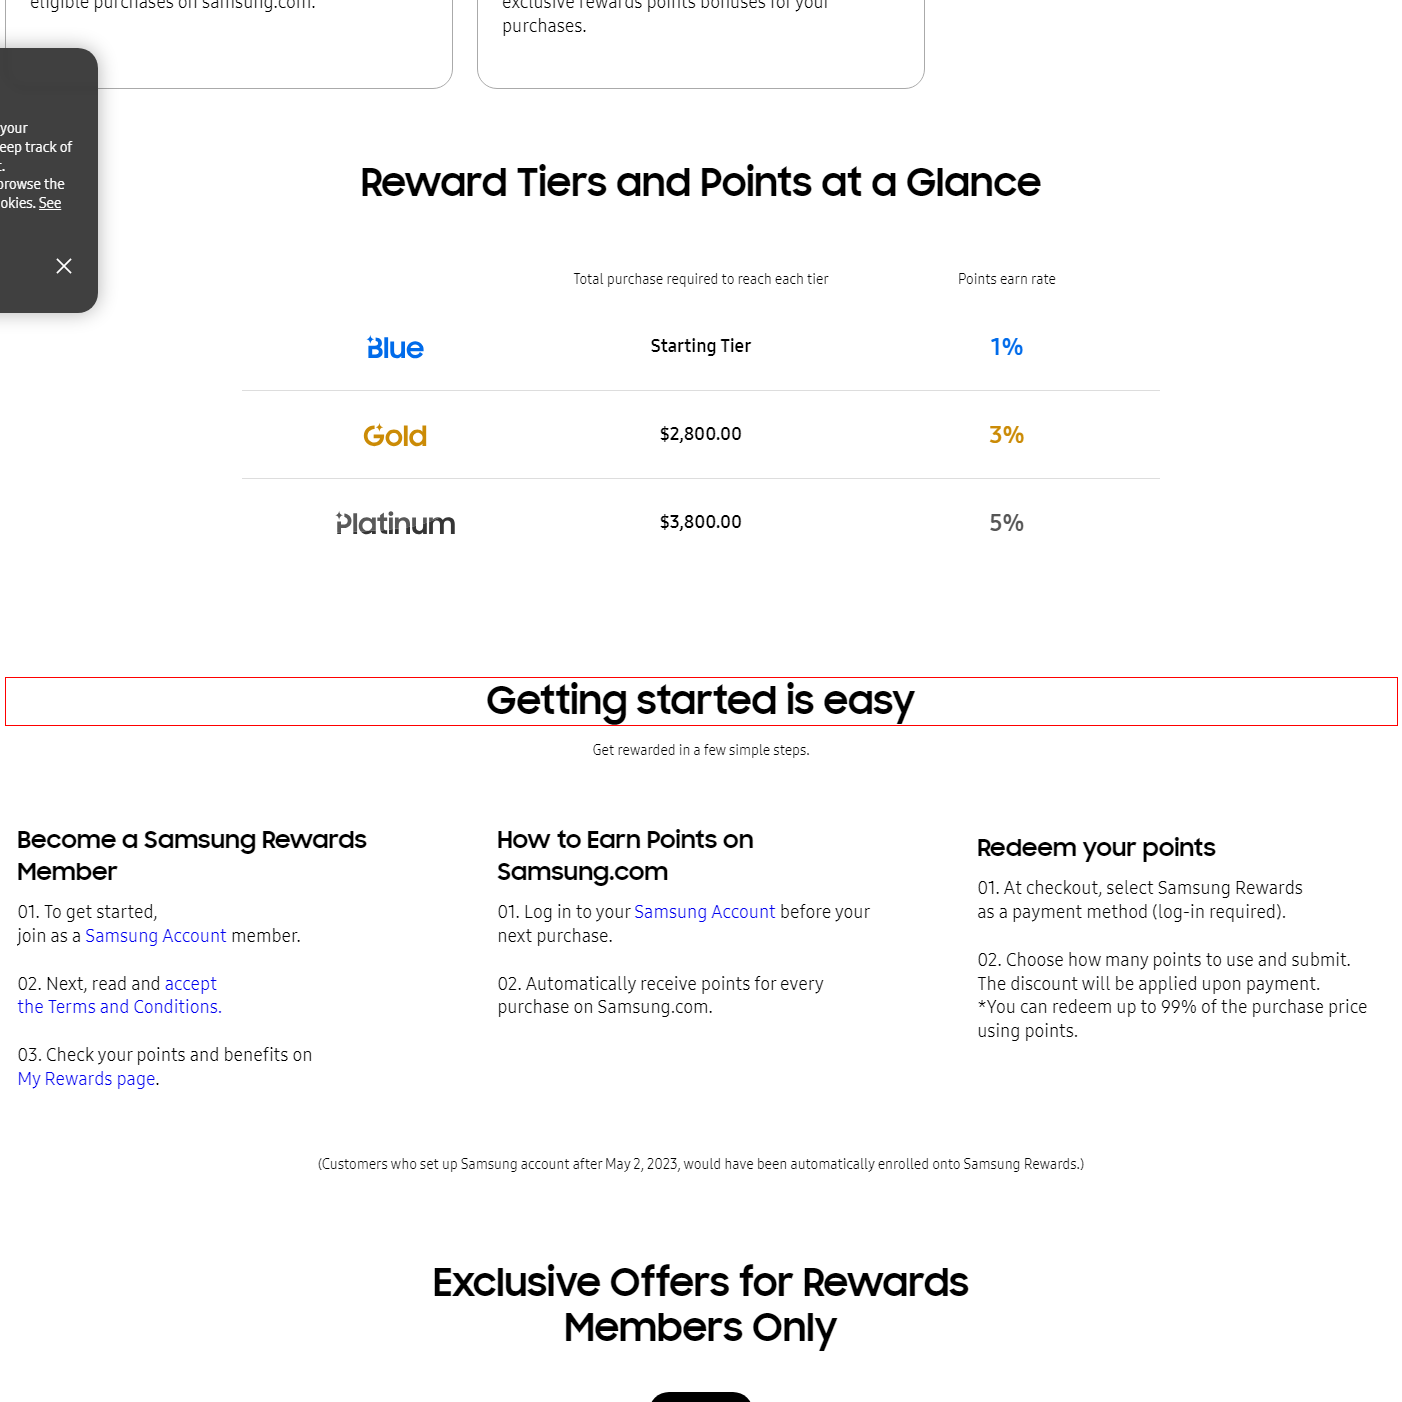 eligible purchases on samsung.com.
exclusive rewards points bonuses for your
purchases.
your
eep track of
browse the
okies. See
Reward Tiers and Points at a Glance
Total purchase required to reach each tier Points earn rate
Blue Starting Tier 1%
Gold $2,800.00 3%
Platinum $3,800.00 5%
Getting started is easy
Get rewarded in a few simple steps.
Become a Samsung Rewards
Member
01. To get started,
join as a Samsung Account member.
02. Next, read and accept
the Terms and Conditions.
03. Check your points and benefits on
My Rewards page.
How to Earn Points on
Samsung.com
01. Log in to your Samsung Account before your
next purchase.
02. Automatically receive points for every
purchase on Samsung.com.
Redeem your points
01. At checkout, select Samsung Rewards
as a payment method (log-in required).
02. Choose how many points to use and submit.
The discount will be applied upon payment.
*You can redeem up to 99% of the purchase price
using points.
(Customers who set up Samsung account after May 2, 2023, would have been automatically enrolled onto Samsung Rewards.)
Exclusive Offers for Rewards
Members Only